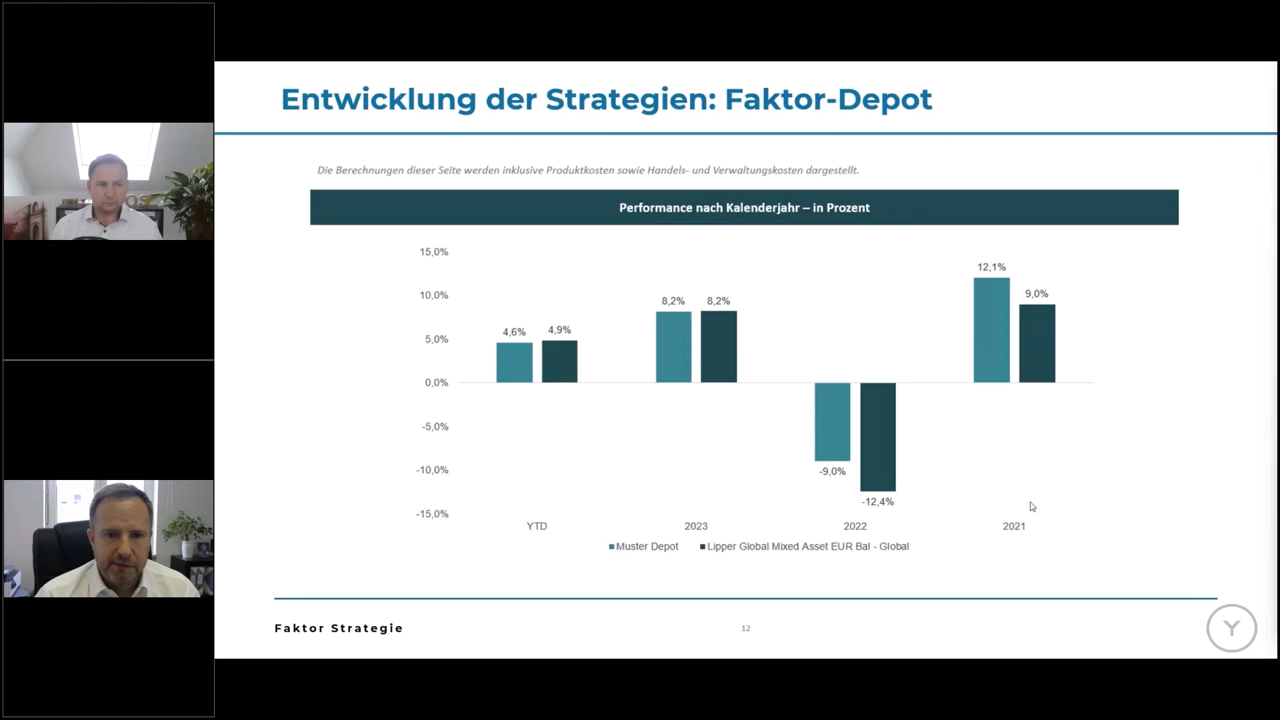 Entwicklung der Strategien: Faktor-Depot
Die Berechnungen dieser Seite werden inklusive Produktkosten sowie Handels- und Verwaltungskosten dargestellt.
Performance nach Kalenderjahr – in Prozent
15,0%
10,0%
5,0%
0,0%
-5,0%
-10,0%
-15,0%
4,6%
4,9%
8,2%
8,2%
-9,0%
-12,4%
12,1%
9,0%
YTD
2023
2022
2021
Muster Depot
Lipper Global Mixed Asset EUR Bal - Global
Faktor Strategie
12
Y